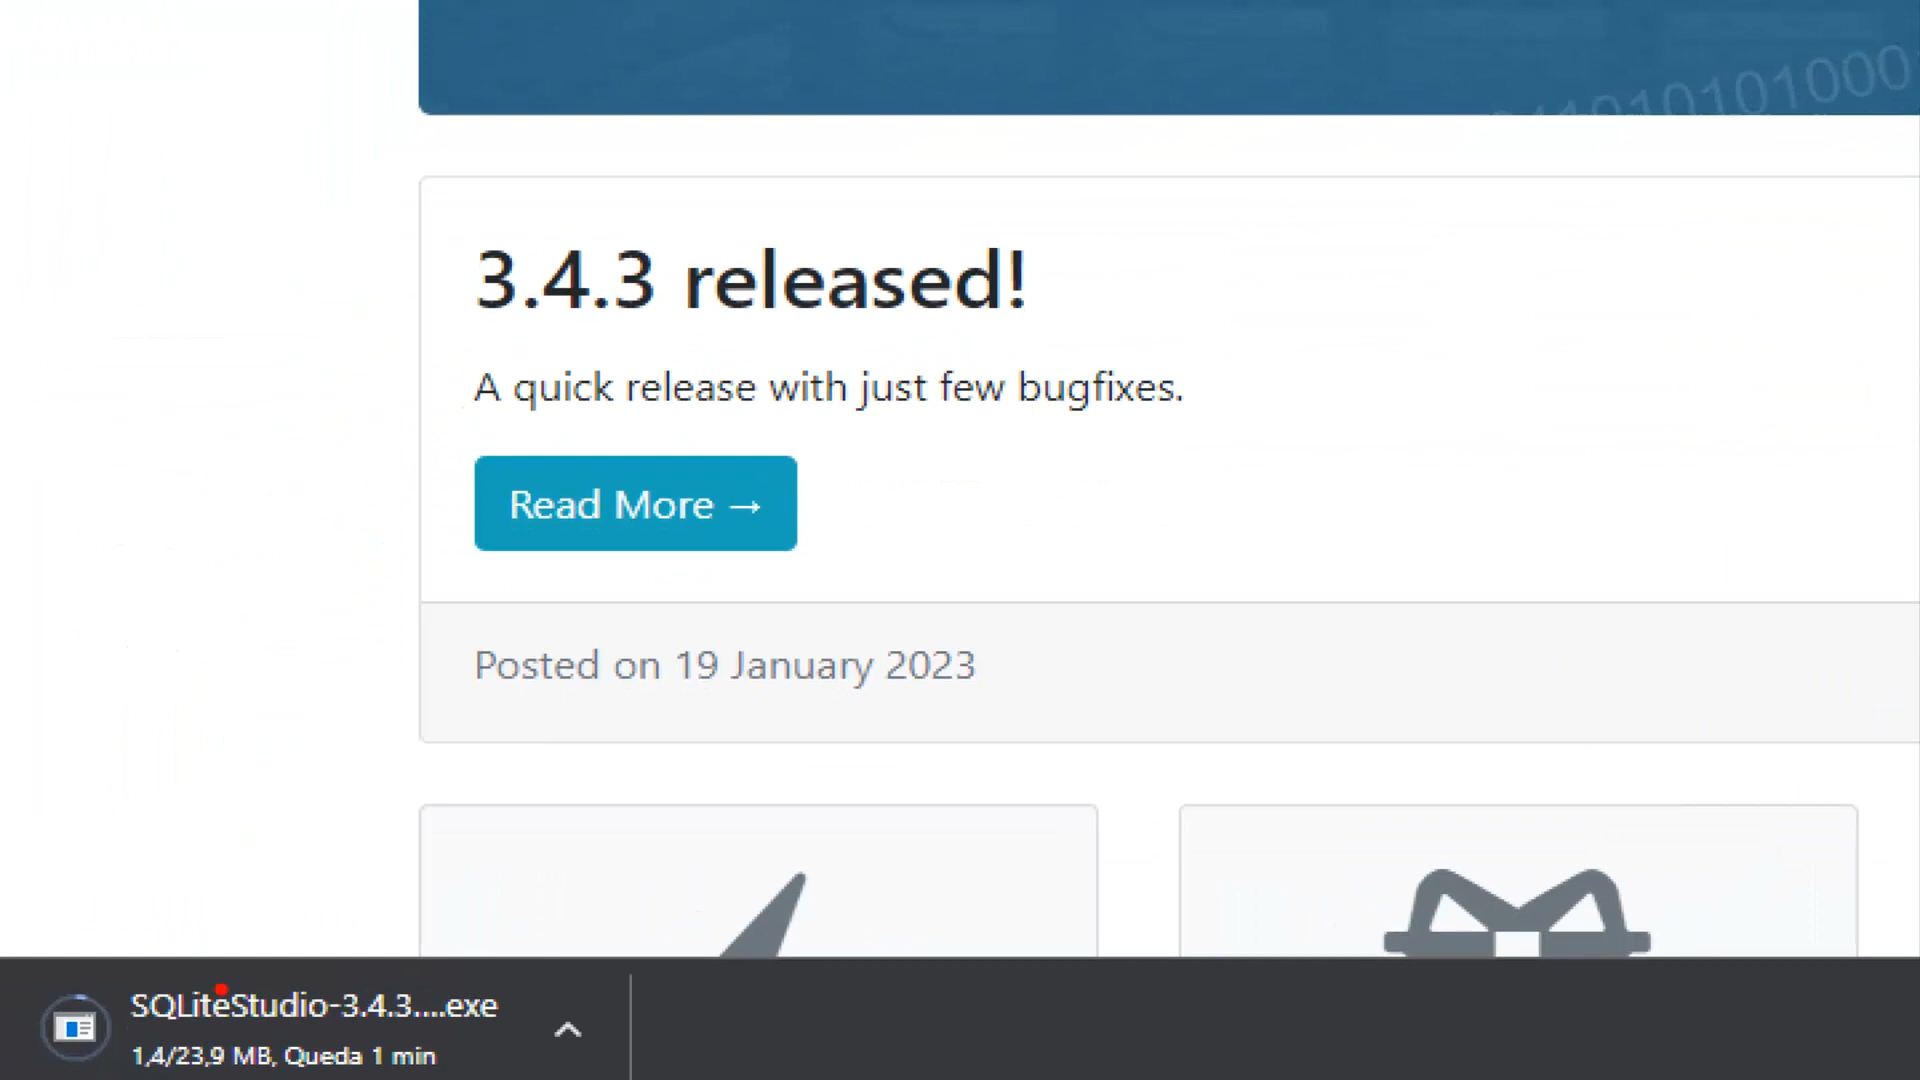 3.4.3 released!
A quick release with just few bugfixes.
Read More →
Posted on 19 January 2023
SQLiteStudio-3.4.3....exe
1,4/23,9 MB, Queda 1 min